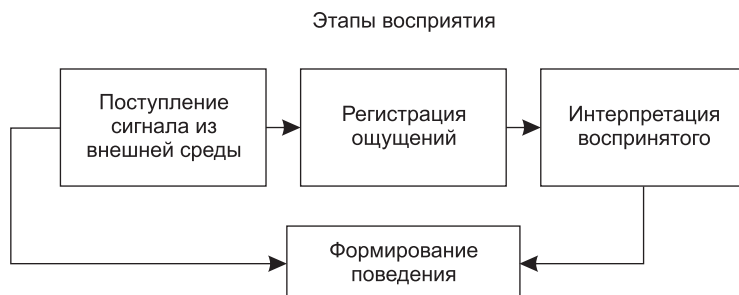 Этапы восприятия
Поступление
сигнала из
внешней среды
Регистрация
ощущений
Интерпретация
воспринятого
Формирование
поведения